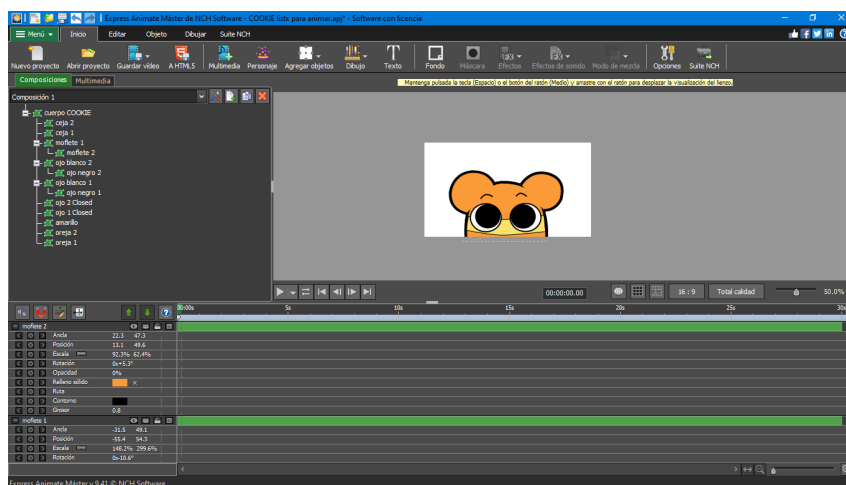 Express Animate Máster de NCH Software - COOKIE listx para animar.apj* - Software con licencia
Menú Inicio Editar Objeto Dibujar Suite NCH
Nuevo proyecto Abrir proyecto Guardar vídeo A HTML5 Multimedia Personaje Agregar objetos Dibujo Texto Fondo Máscara Efectos Efectos de sonido Modo de mezcla Opciones Suite NCH
Composiciones Multimedia
Mantenga pulsada la tecla (Espacio) o el botón del ratón (Medio) y arrastre con el ratón para desplazar la visualización del lienzo.
Composición 1
cuerpo COOKIE
ceja 2
ceja 1
moflete 1
moflete 2
ojo blanco 2
ojo negro 2
ojo blanco 1
ojo negro 1
ojo 2 Closed
ojo 1 Closed
amarillo
oreja 2
oreja 1
00:00:00.00 16 : 9 Total calidad 50.0%
00:00s 5s 10s 15s 20s 25s 30s
moflete 2
Ancla 22.3 47.3
Posición 13.1 49.6
Escala 92.3% 62.4%
Rotación 0x+5.3°
Opacidad 0%
Relleno sólido
Ruta
Contorno
Grosor 0.8
moflete 1
Ancla -31.5 49.1
Posición -55.4 54.3
Escala 148.2% 299.6%
Rotación 0x-10.6°
Express Animate Máster v 9.41 © NCH Software